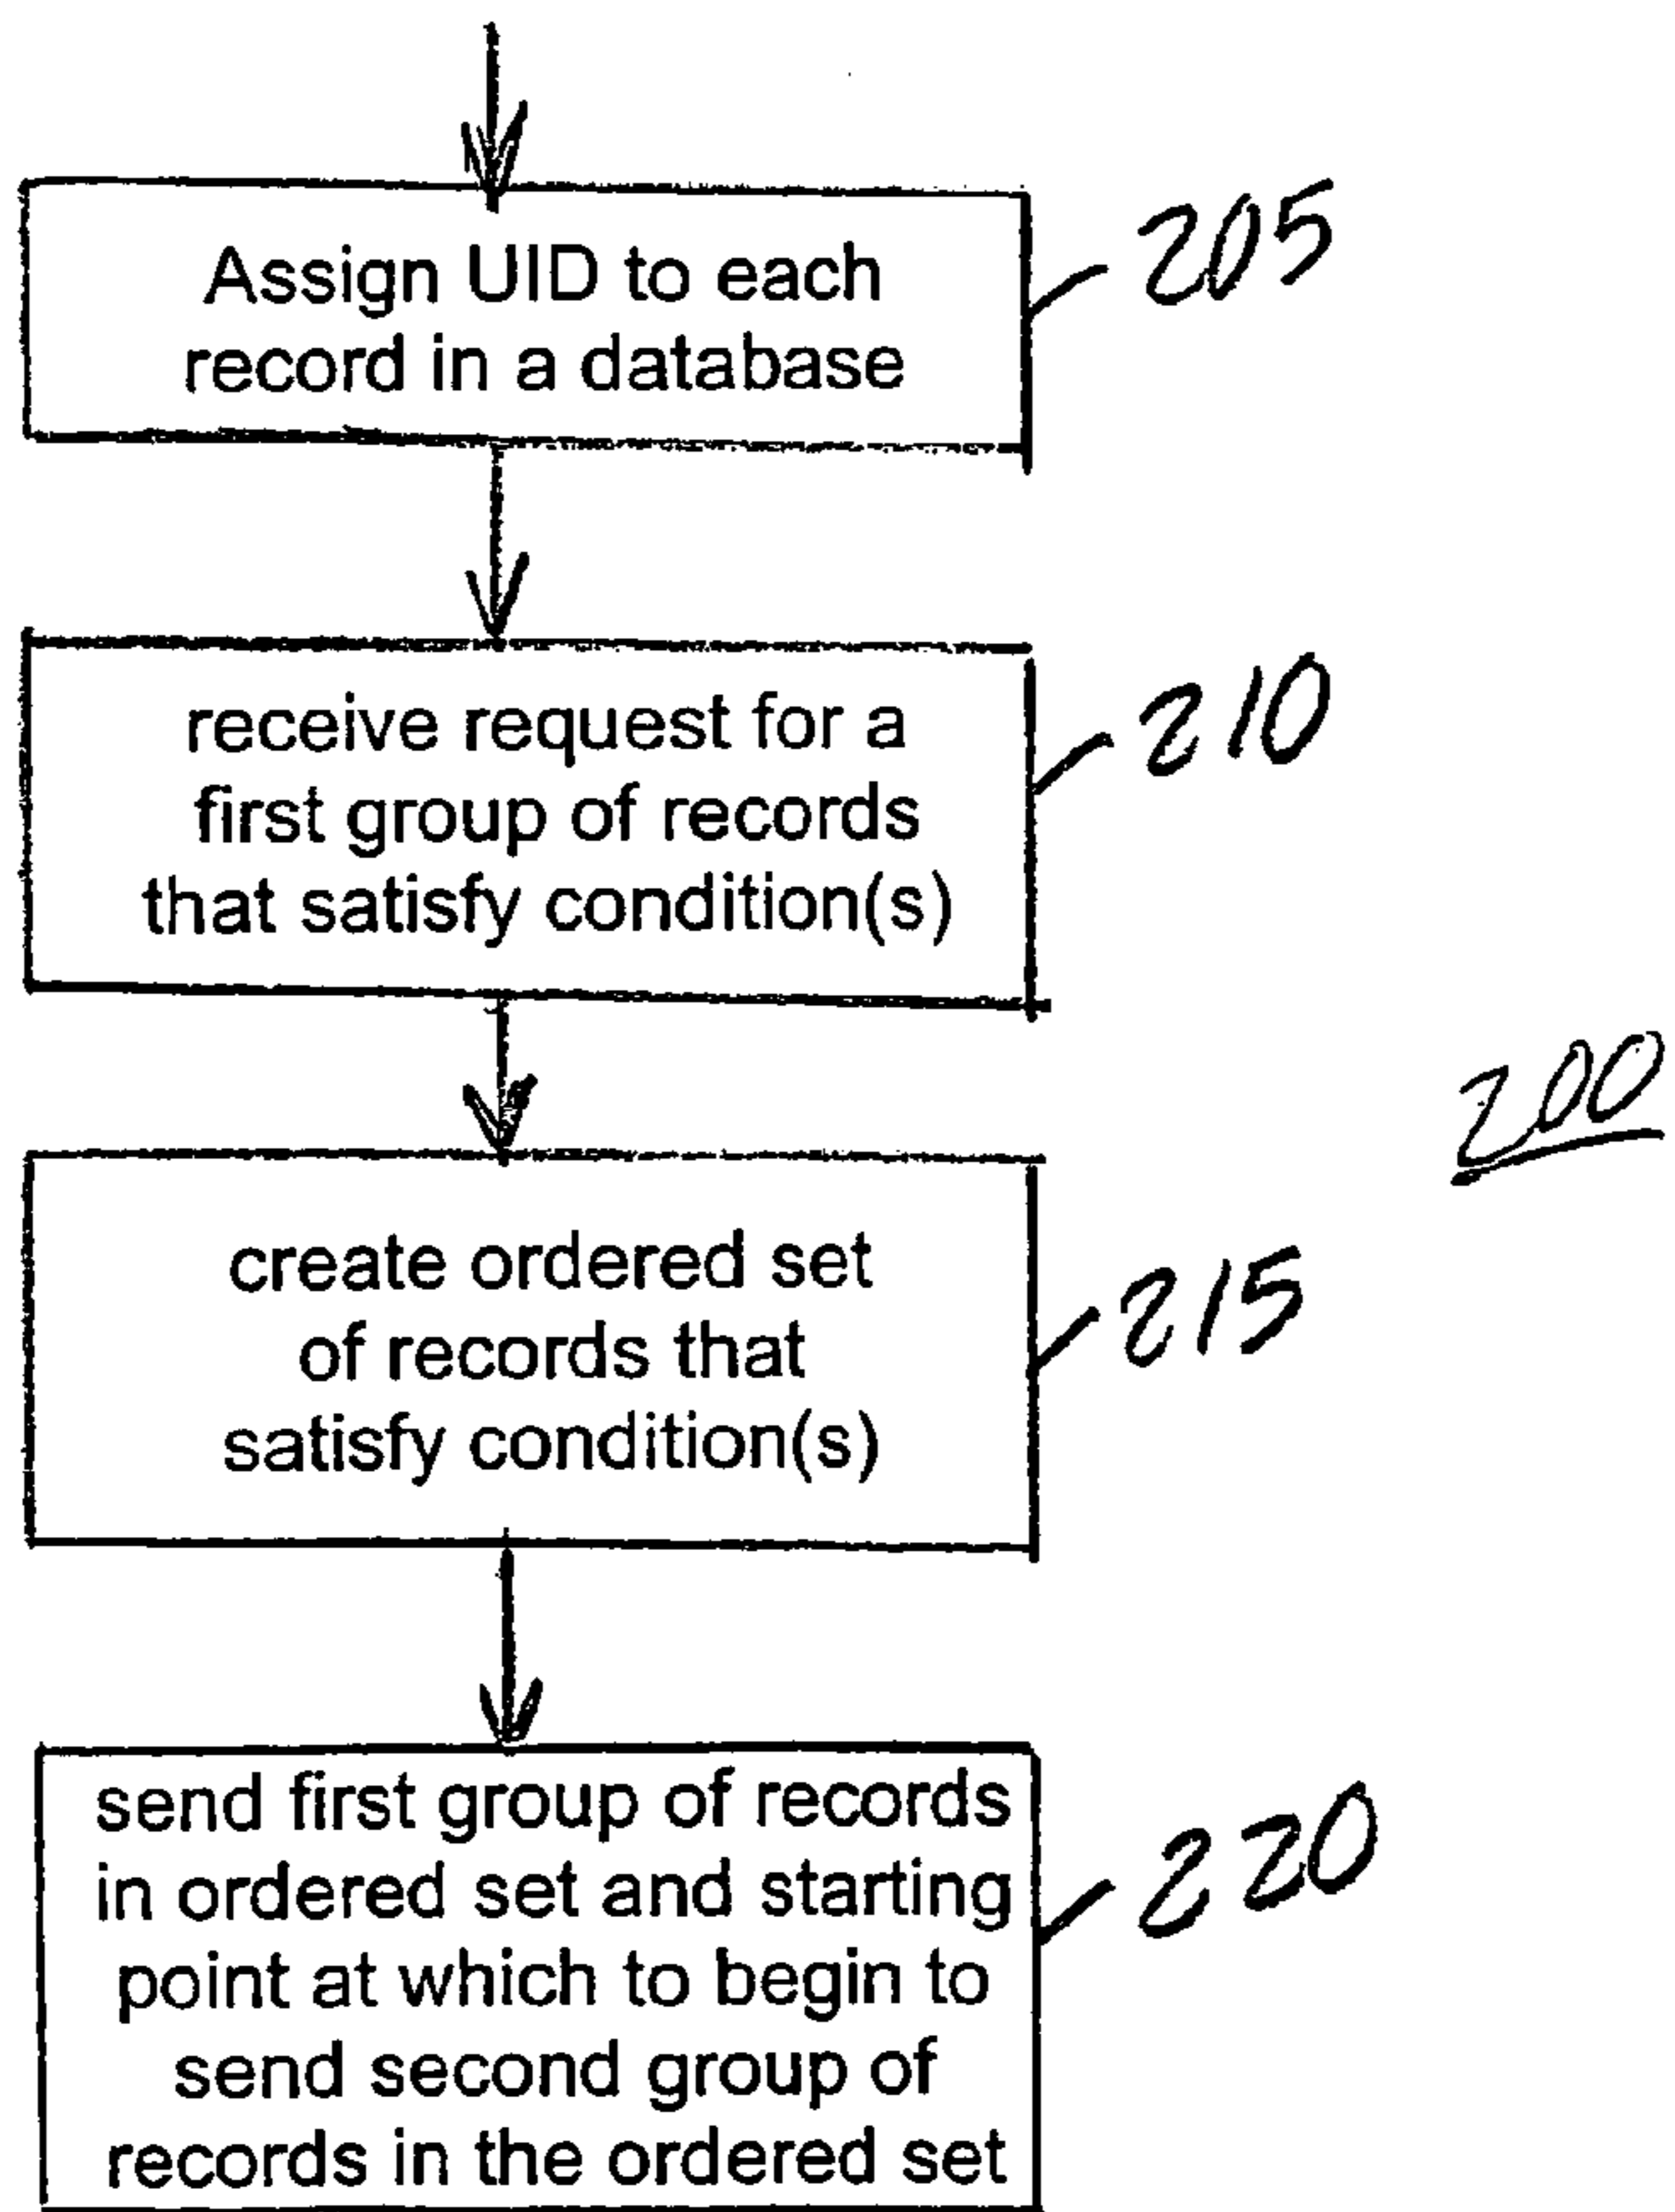 Assign UID to each
record in a database
205
receive request for a
first group of records
that satisfy condition(s)
210
200
create ordered set
of records that
satisfy condition(s)
215
send first group of records
in ordered set and starting
point at which to begin to
send second group of
records in the ordered set
220